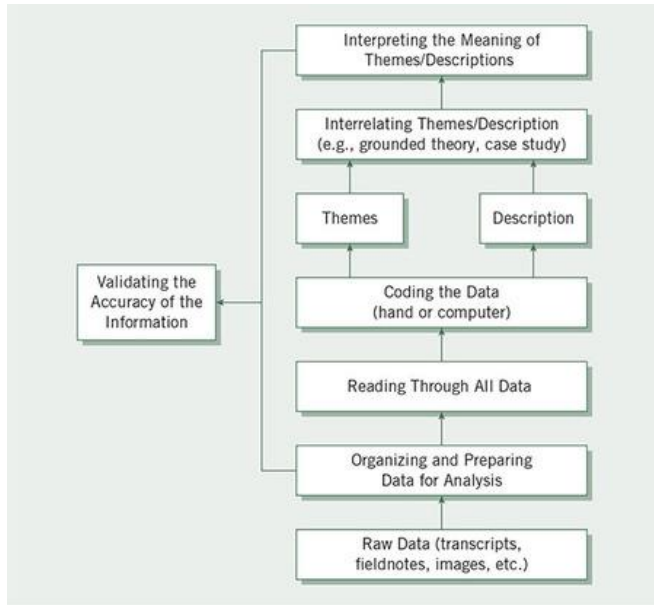 Interpreting the Meaning of
Themes/Descriptions
Interrelating Themes/Description
(e.g., grounded theory, case study)
Themes
Description
Validating the
Accuracy of the
Information
Coding the Data
(hand or computer)
Reading Through All Data
Organizing and Preparing
Data for Analysis
Raw Data (transcripts,
fieldnotes, images, etc.)